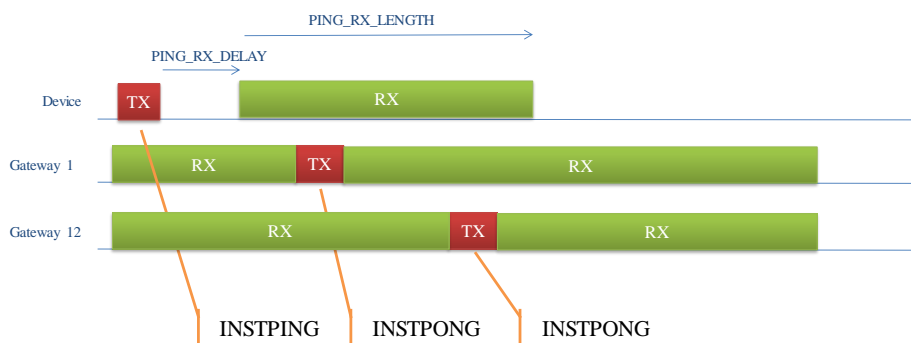 PING_RX_LENGTH
PING_RX_DELAY
Device TX RX
Gateway 1 RX TX RX
Gateway 12 RX TX RX
INSTPING INSTPONG INSTPONG